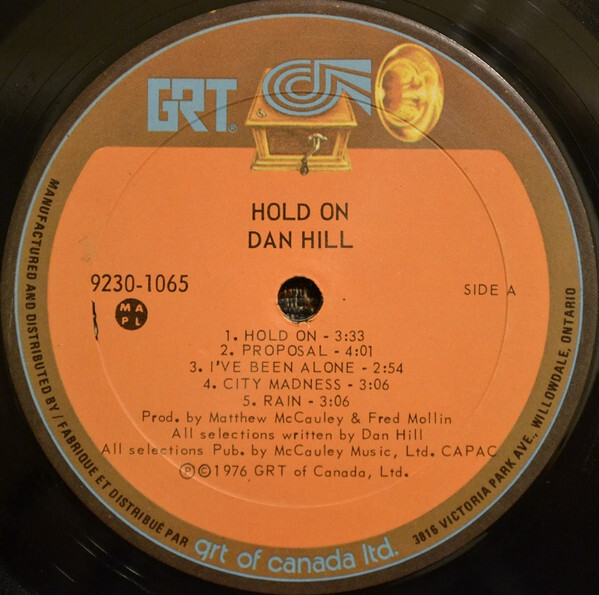 GRT®
HOLD ON
DAN HILL
9230-1065
SIDE A
MA
PL
1. HOLD ON - 3:33
2. PROPOSAL - 4:01
3. I'VE BEEN ALONE - 2:54
4. CITY MADNESS - 3:06
5. RAIN - 3:06
Prod. by Matthew McCauley & Fred Mollin
All selections written by Dan Hill
All selections Pub. by McCauley Music, Ltd. CAPAC
℗©1976 GRT of Canada, Ltd.
MANUFACTURED AND DISTRIBUTED BY / FABRIQUE ET DISTRIBUÉ PAR grt of canada ltd. 3816 VICTORIA PARK AVE., WILLOWDALE, ONTARIO